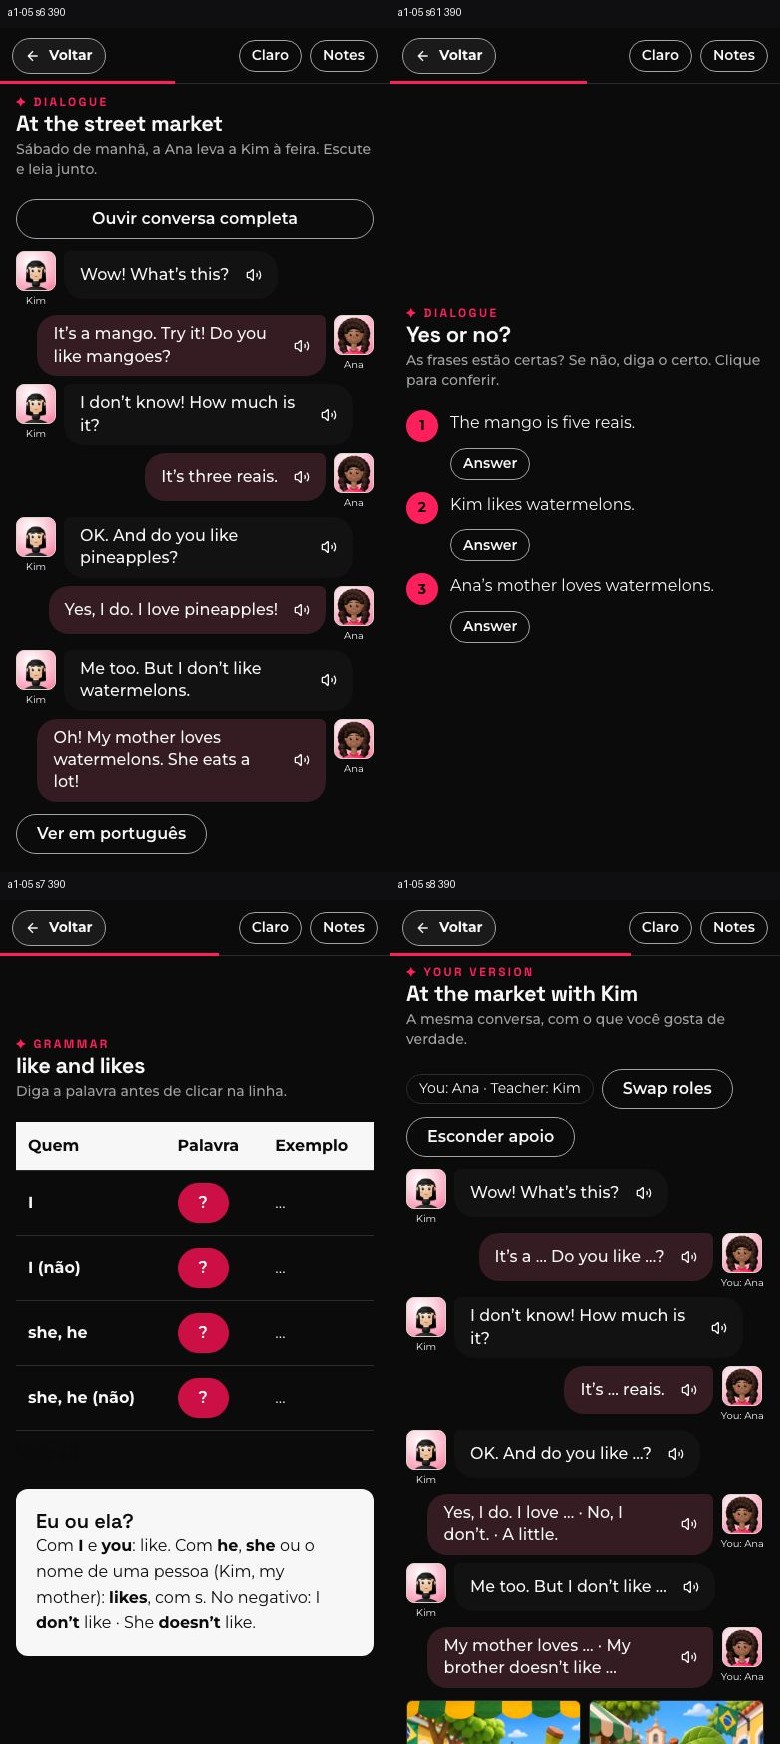 a1-05 s6 390
Voltar
Claro
Notes
DIALOGUE
At the street market
Sábado de manhã, a Ana leva a Kim à feira. Escute
e leia junto.
Ouvir conversa completa
Wow! What's this?
Kim
It's a mango. Try it! Do you
like mangoes?
Ana
I don't know! How much is
it?
Kim
It's three reais.
Ana
OK. And do you like
pineapples?
Kim
Yes, I do. I love pineapples!
Ana
Me too. But I don't like
watermelons.
Kim
Oh! My mother loves
watermelons. She eats a
lot!
Ana
Ver em português
a1-05 s61 390
Voltar
Claro
Notes
DIALOGUE
Yes or no?
As frases estão certas? Se não, diga o certo. Clique
para conferir.
1
The mango is five reais.
Answer
2
Kim likes watermelons.
Answer
3
Ana's mother loves watermelons.
Answer
a1-05 s7 390
Voltar
Claro
Notes
GRAMMAR
like and likes
Diga a palavra antes de clicar na linha.
Quem Palavra Exemplo
I ? ...
I (não) ? ...
she, he ? ...
she, he (não) ? ...
Eu ou ela?
Com I e you: like. Com he, she ou o
nome de uma pessoa (Kim, my
mother): likes, com s. No negativo: I
don't like · She doesn't like.
a1-05 s8 390
Voltar
Claro
Notes
YOUR VERSION
At the market with Kim
A mesma conversa, com o que você gosta de
verdade.
You: Ana · Teacher: Kim
Swap roles
Esconder apoio
Wow! What's this?
Kim
It's a ... Do you like ...?
You: Ana
I don't know! How much is
it?
Kim
It's ... reais.
You: Ana
OK. And do you like ...?
Kim
Yes, I do. I love ... · No, I
don't. · A little.
You: Ana
Me too. But I don't like ...
Kim
My mother loves ... · My
brother doesn't like ...
You: Ana